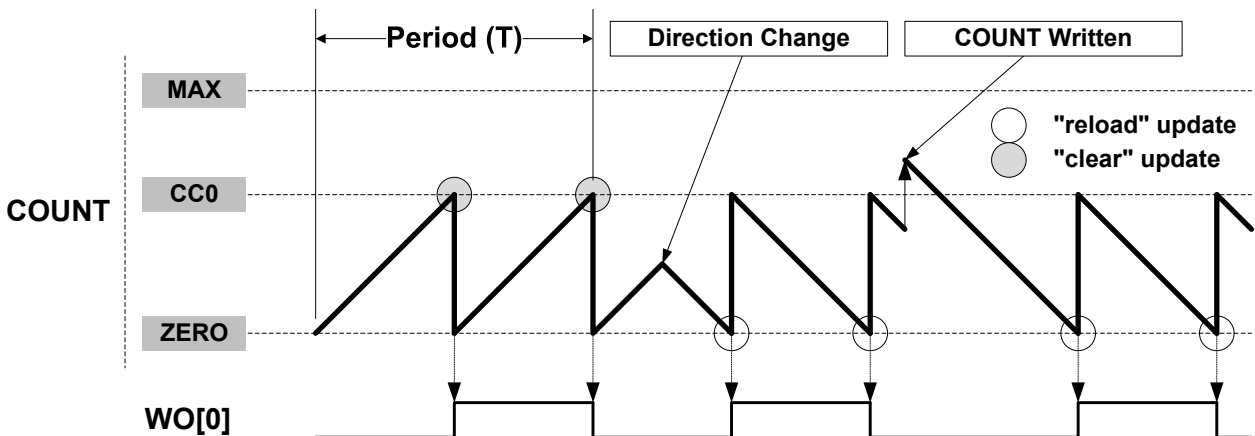 Period (T)
Direction Change
COUNT Written
MAX
"reload" update
"clear" update
CC0
COUNT
ZERO
WO[0]